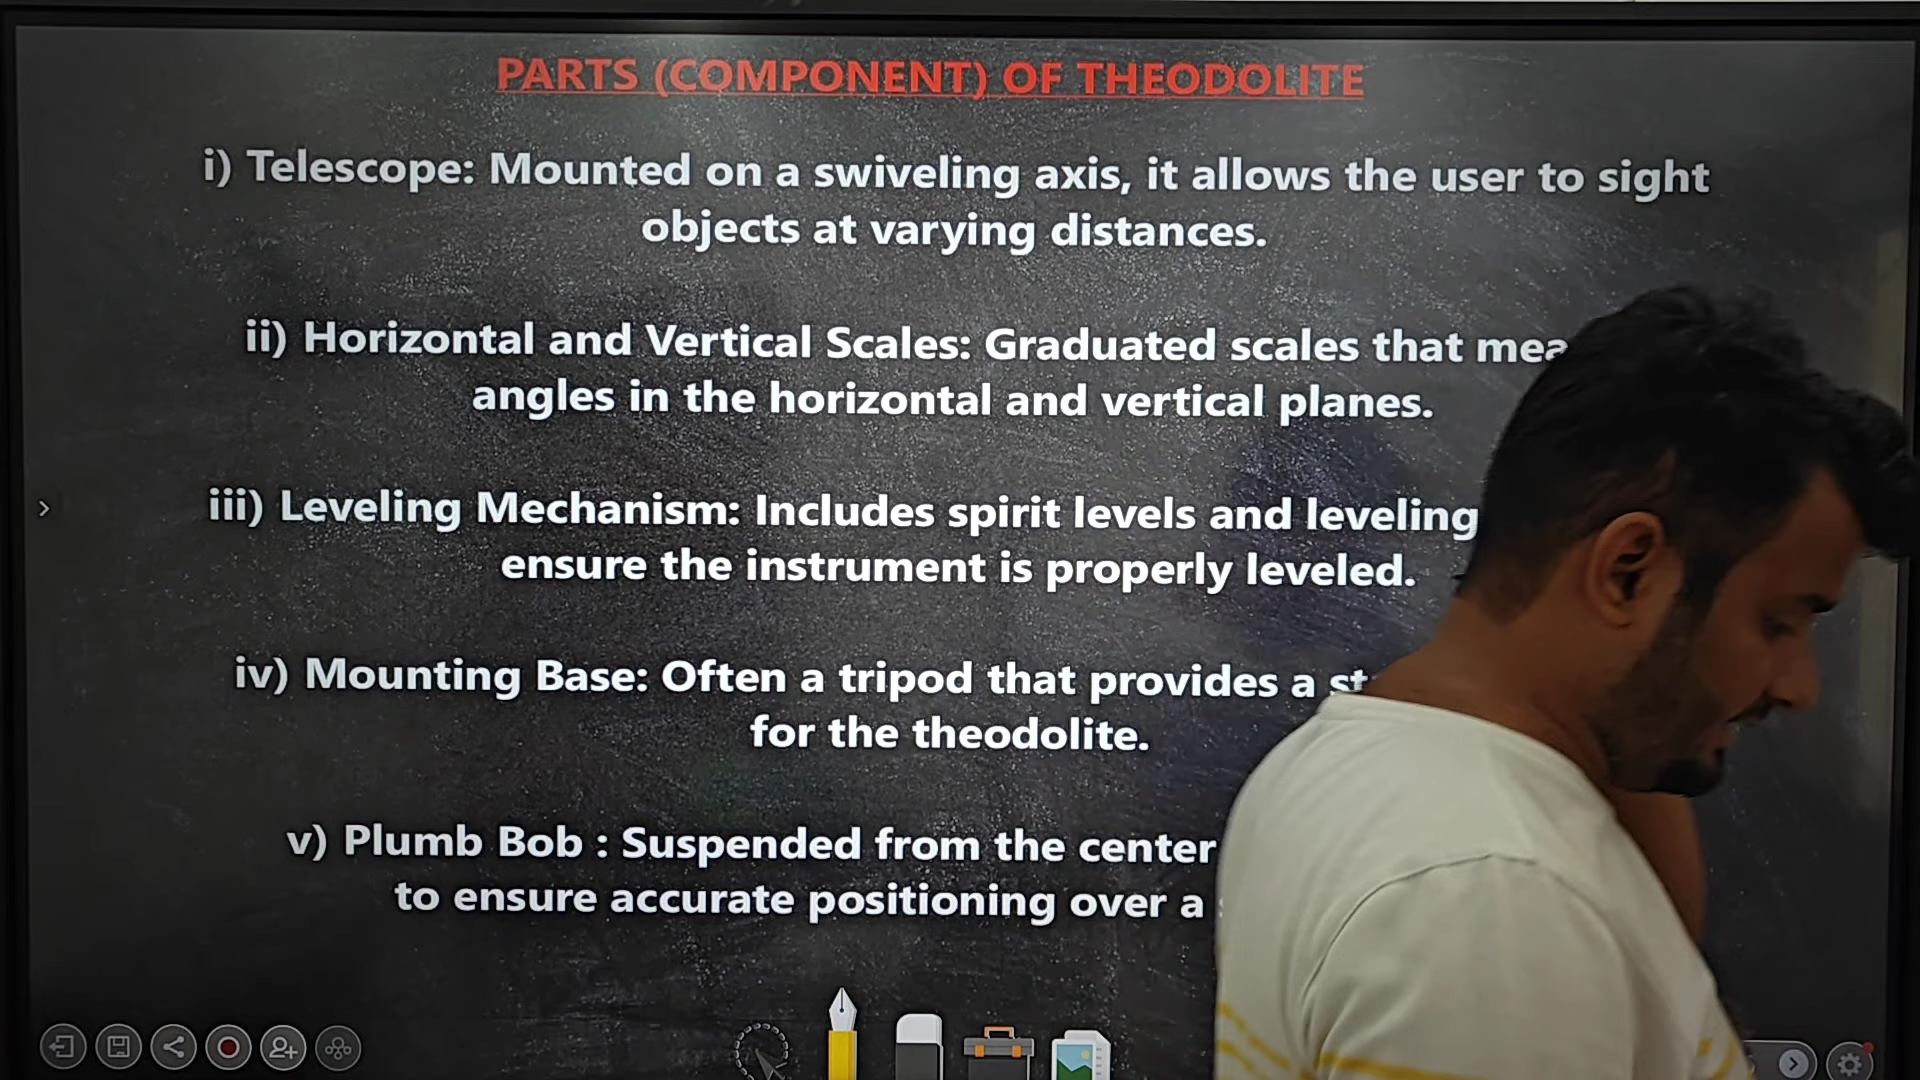 PARTS (COMPONENT) OF THEODOLITE
i) Telescope: Mounted on a swiveling axis, it allows the user to sight
objects at varying distances.
ii) Horizontal and Vertical Scales: Graduated scales that
angles in the horizontal and vertical planes.
iii) Leveling Mechanism: Includes spirit levels and leveling
ensure the instrument is properly leveled.
iv) Mounting Base: Often a tripod that provides a
for the theodolite.
v) Plumb Bob : Suspended from the center
to ensure accurate positioning over a